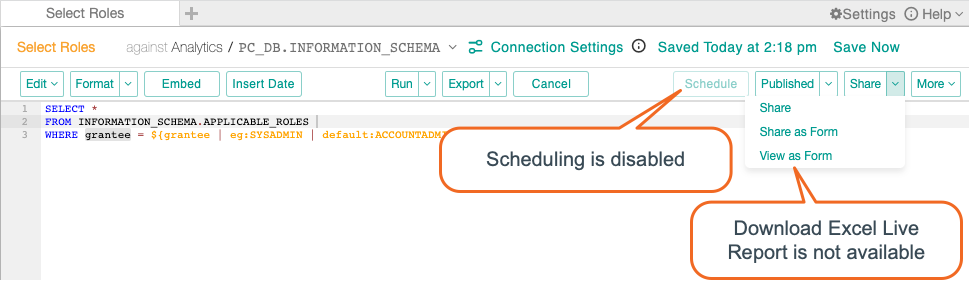 Select Roles
Settings Help
Select Roles against Analytics / PC_DB.INFORMATION_SCHEMA Connection Settings Saved Today at 2:18 pm Save Now
Edit Format Embed Insert Date Run Export Cancel Schedule Published Share More
1 SELECT *
2 FROM INFORMATION_SCHEMA.APPLICABLE_ROLES
3 WHERE grantee = ${grantee | eg:SYSADMIN | default:ACCOUNTADM
Share
Share as Form
View as Form
Scheduling is disabled
Download Excel Live
Report is not available